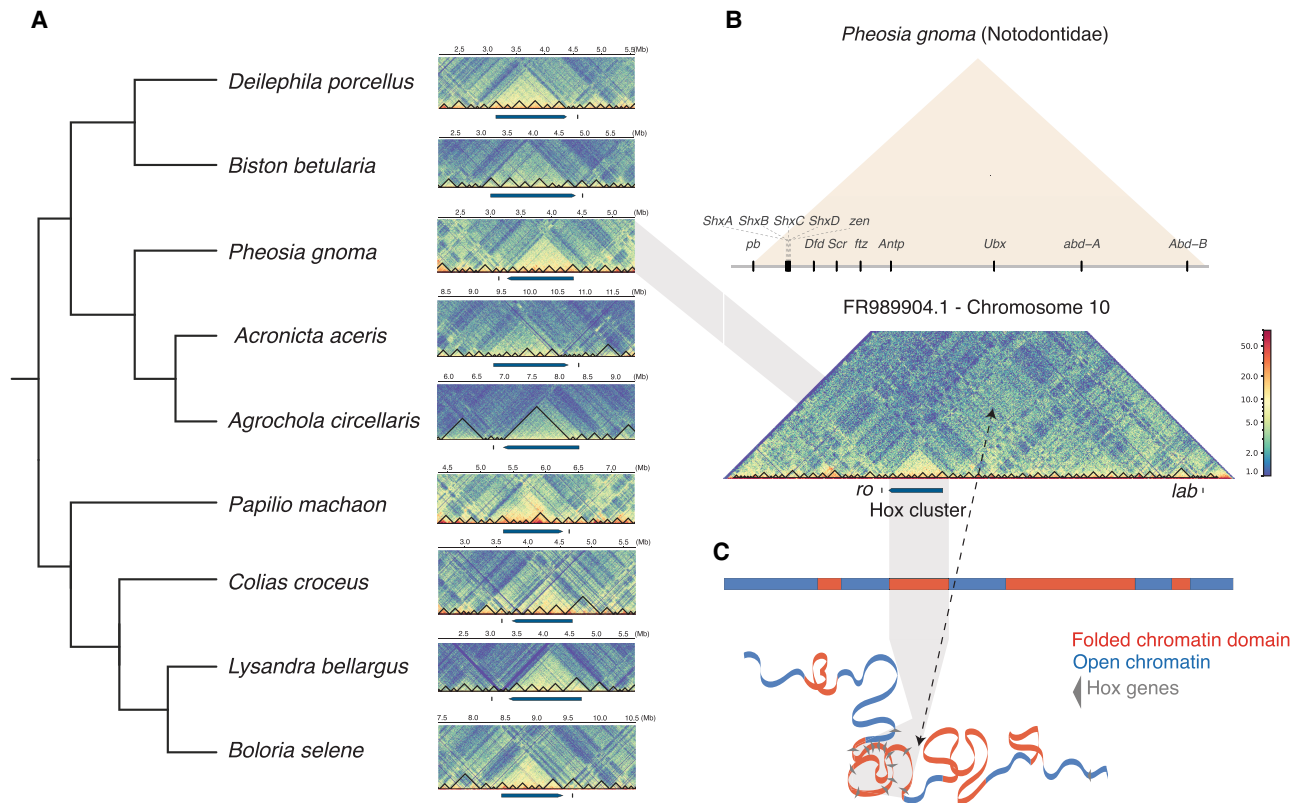 A
2.5 3.0 3.5 4.0 4.5 5.0 5.5 (Mb)
Deilephila porcellus
2.5 3.0 3.5 4.0 4.5 5.0 5.5 (Mb)
Biston betularia
2.5 3.0 3.5 4.0 4.5 5.0 (Mb)
Pheosia gnoma
8.5 9.0 9.5 10.0 10.5 11.0 11.5 (Mb)
Acronicta aceris
6.0 6.5 7.0 7.5 8.0 8.5 9.0 (Mb)
Agrochola circellaris
4.5 5.0 5.5 6.0 6.5 7.0 (Mb)
Papilio machaon
3.0 3.5 4.0 4.5 5.0 5.5 (Mb)
Colias croceus
2.5 3.0 3.5 4.0 4.5 5.0 5.5 (Mb)
Lysandra bellargus
7.5 8.0 8.5 9.0 9.5 10.0 10.5 (Mb)
Boloria selene
B
Pheosia gnoma (Notodontidae)
ShxA ShxB ShxC ShxD zen
pb Dfd Scr ftz Antp Ubx abd-A Abd-B
FR989904.1 - Chromosome 10
50.0
20.0
10.0
5.0
2.0
1.0
ro lab
Hox cluster
C
Folded chromatin domain
Open chromatin
Hox genes